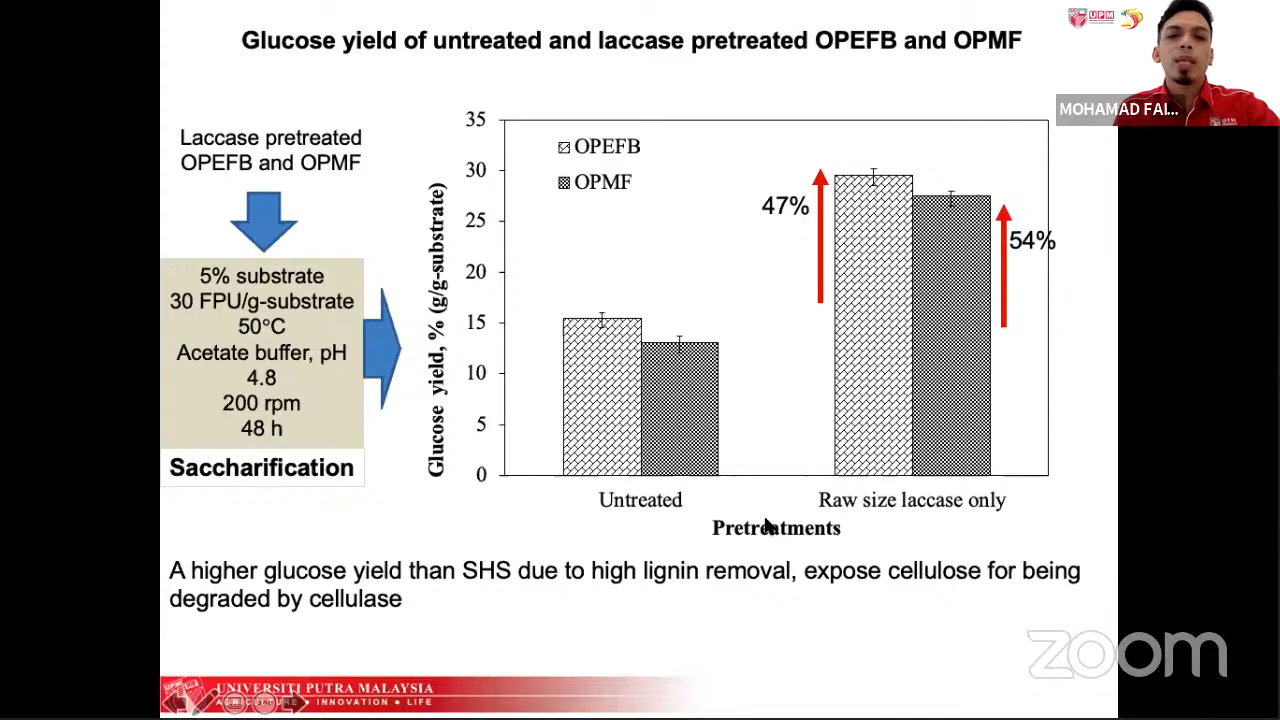 Glucose yield of untreated and laccase pretreated OPEFB and OPMF
UPM
MOHAMAD FAI...
Laccase pretreated
OPEFB and OPMF
5% substrate
30 FPU/g-substrate
50°C
Acetate buffer, pH
4.8
200 rpm
48 h
Saccharification
Glucose yield, % (g/g-substrate)
35
30
25
20
15
10
5
0
OPEFB
OPMF
47%
54%
Untreated
Raw size laccase only
Pretreatments
A higher glucose yield than SHS due to high lignin removal, expose cellulose for being
degraded by cellulase
zoom
UNIVERSITI PUTRA MALAYSIA
AGRICULTURE • INNOVATION • LIFE